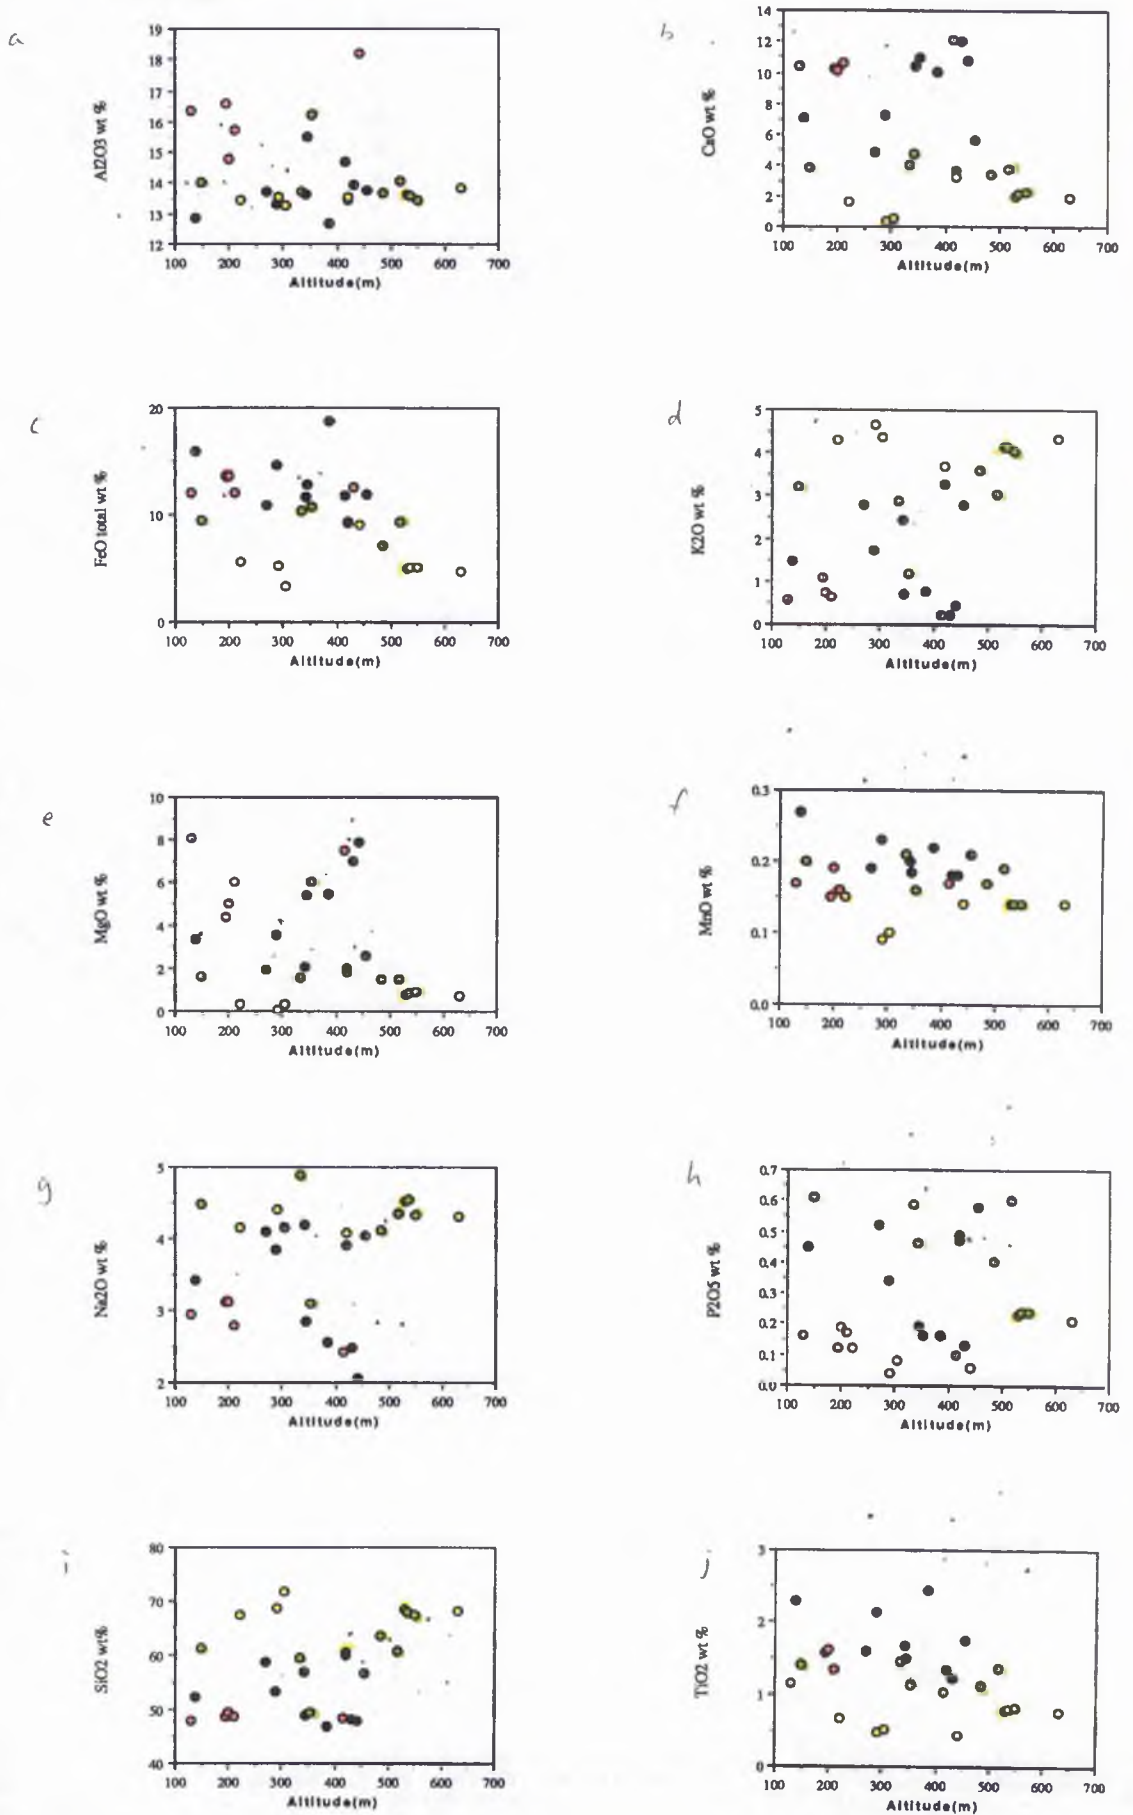 a
19
18
17
16
15
14
13
12
Al2O3 wt %
100 200 300 400 500 600 700
Altitude(m)
b
14
12
10
8
6
4
2
0
CaO wt %
100 200 300 400 500 600 700
Altitude(m)
c
20
10
0
FeO total wt %
100 200 300 400 500 600 700
Altitude(m)
d
5
4
3
2
1
0
K2O wt %
100 200 300 400 500 600 700
Altitude(m)
e
10
8
6
4
2
0
MgO wt %
100 200 300 400 500 600 700
Altitude(m)
f
0.3
0.2
0.1
0.0
MnO wt %
100 200 300 400 500 600 700
Altitude(m)
g
5
4
3
2
Na2O wt %
100 200 300 400 500 600 700
Altitude(m)
h
0.7
0.6
0.5
0.4
0.3
0.2
0.1
0.0
P2O5 wt %
100 200 300 400 500 600 700
Altitude(m)
i
80
70
60
50
40
SiO2 wt%
100 200 300 400 500 600 700
Altitude(m)
j
3
2
1
0
TiO2 wt %
100 200 300 400 500 600 700
Altitude(m)